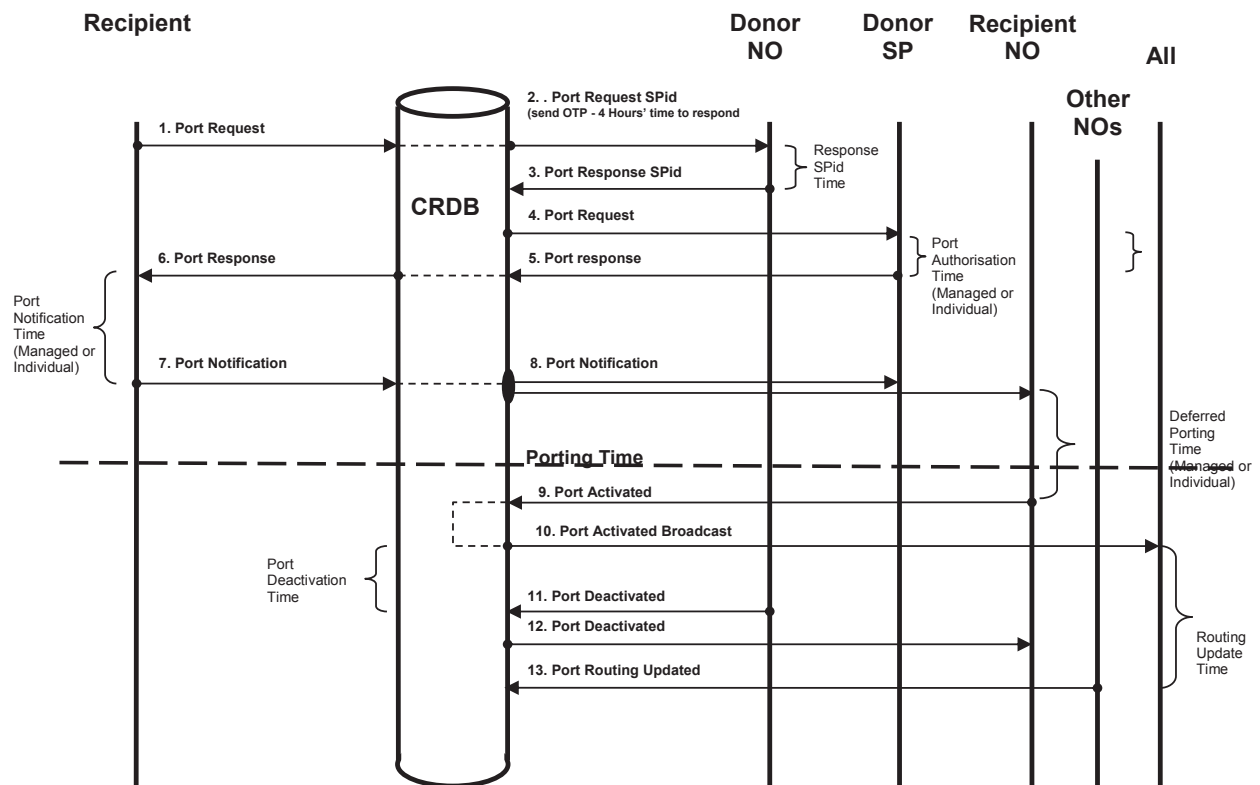 Recipient
Donor
NO
Donor
SP
Recipient
NO
All
Other
NOs
2. . Port Request SPid
(send OTP - 4 Hours' time to respond
1. Port Request
Response
SPid
Time
3. Port Response SPid
CRDB
4. Port Request
6. Port Response
5. Port response
Port
Authorisation
Time
(Managed or
Individual)
Port
Notification
Time
(Managed or
Individual)
7. Port Notification
8. Port Notification
Deferred
Porting
Time
(Managed or
Individual)
Porting Time
9. Port Activated
10. Port Activated Broadcast
Port
Deactivation
Time
11. Port Deactivated
12. Port Deactivated
Routing
Update
Time
13. Port Routing Updated